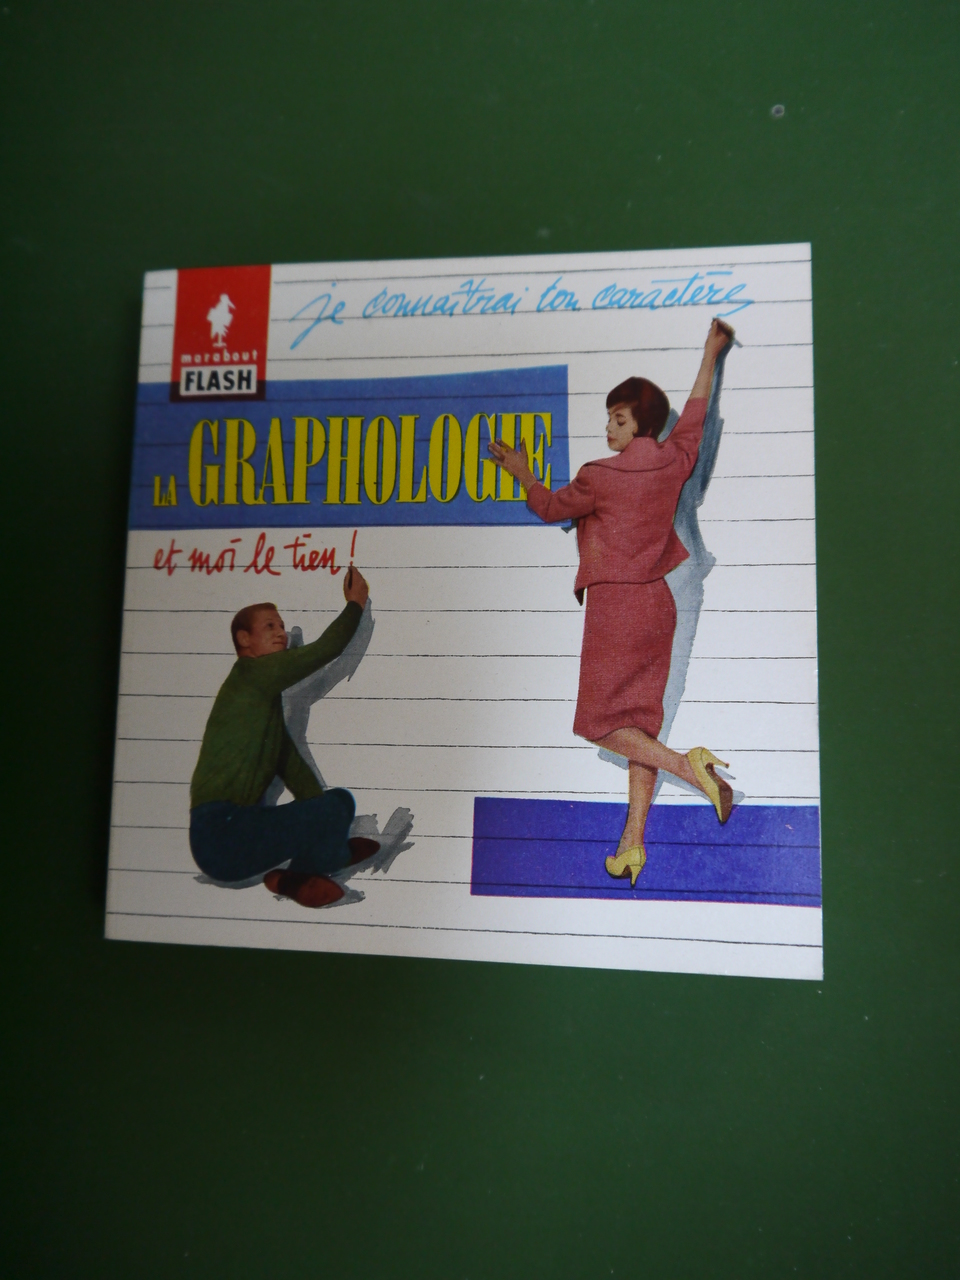 je connaîtrai ton caractère
marabout
FLASH
LA GRAPHOLOGIE
et moi le tien!